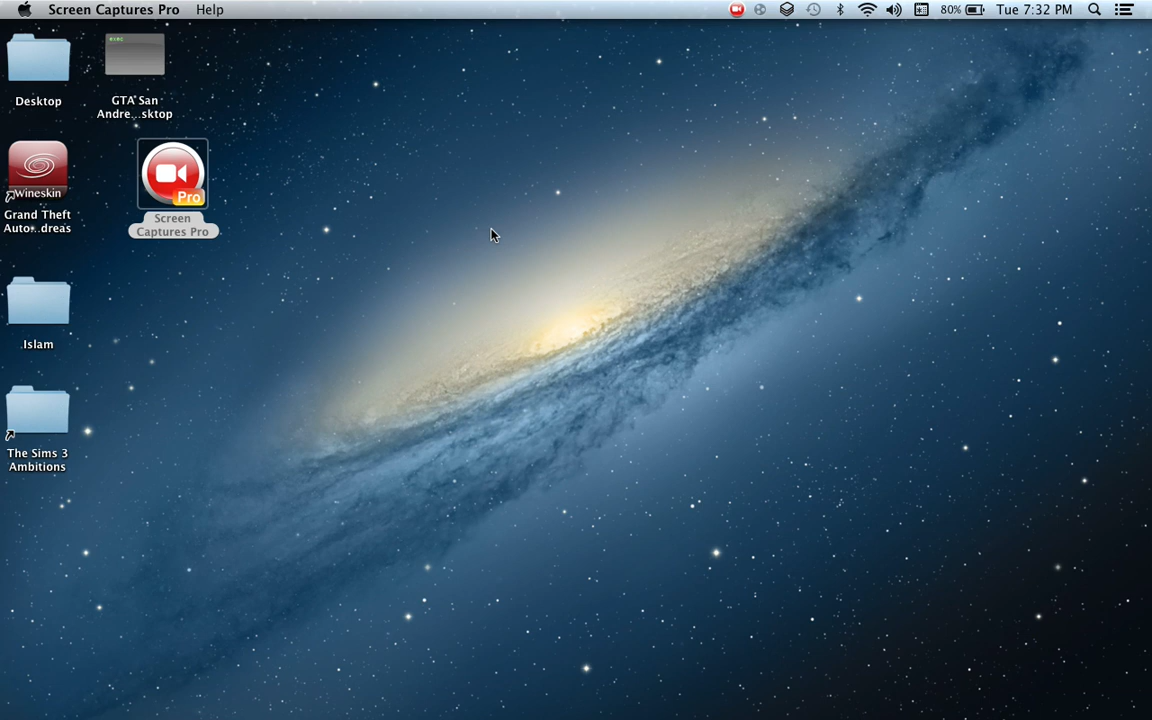 Screen Captures Pro Help 80% Tue 7:32 PM
Desktop
exec
GTA San
Andre...sktop
Wineskin
Grand Theft
Auto...dreas
Pro
Screen
Captures Pro
Islam
The Sims 3
Ambitions